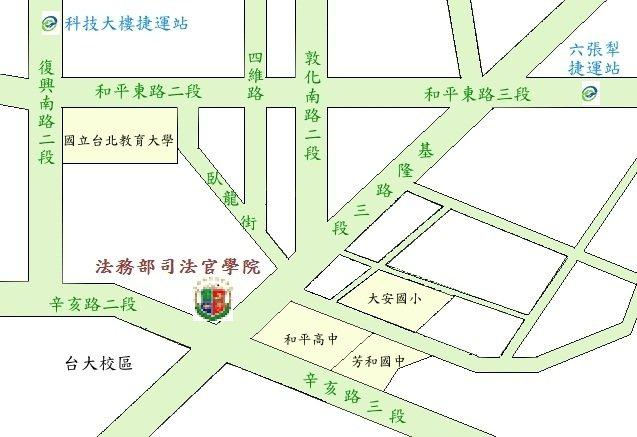 科技大樓捷運站
六張犁
捷運站
復興南路二段
四維路
敦化南路二段
和平東路二段
和平東路三段
國立台北教育大學
臥龍街
基隆路三段
法務部司法官學院
辛亥路二段
大安國小
和平高中
芳和國中
台大校區
辛亥路三段